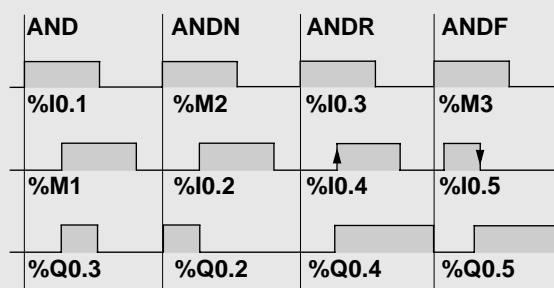 AND ANDN ANDR ANDF
%I0.1 %M2 %I0.3 %M3
%M1 %I0.2 %I0.4 %I0.5
%Q0.3 %Q0.2 %Q0.4 %Q0.5